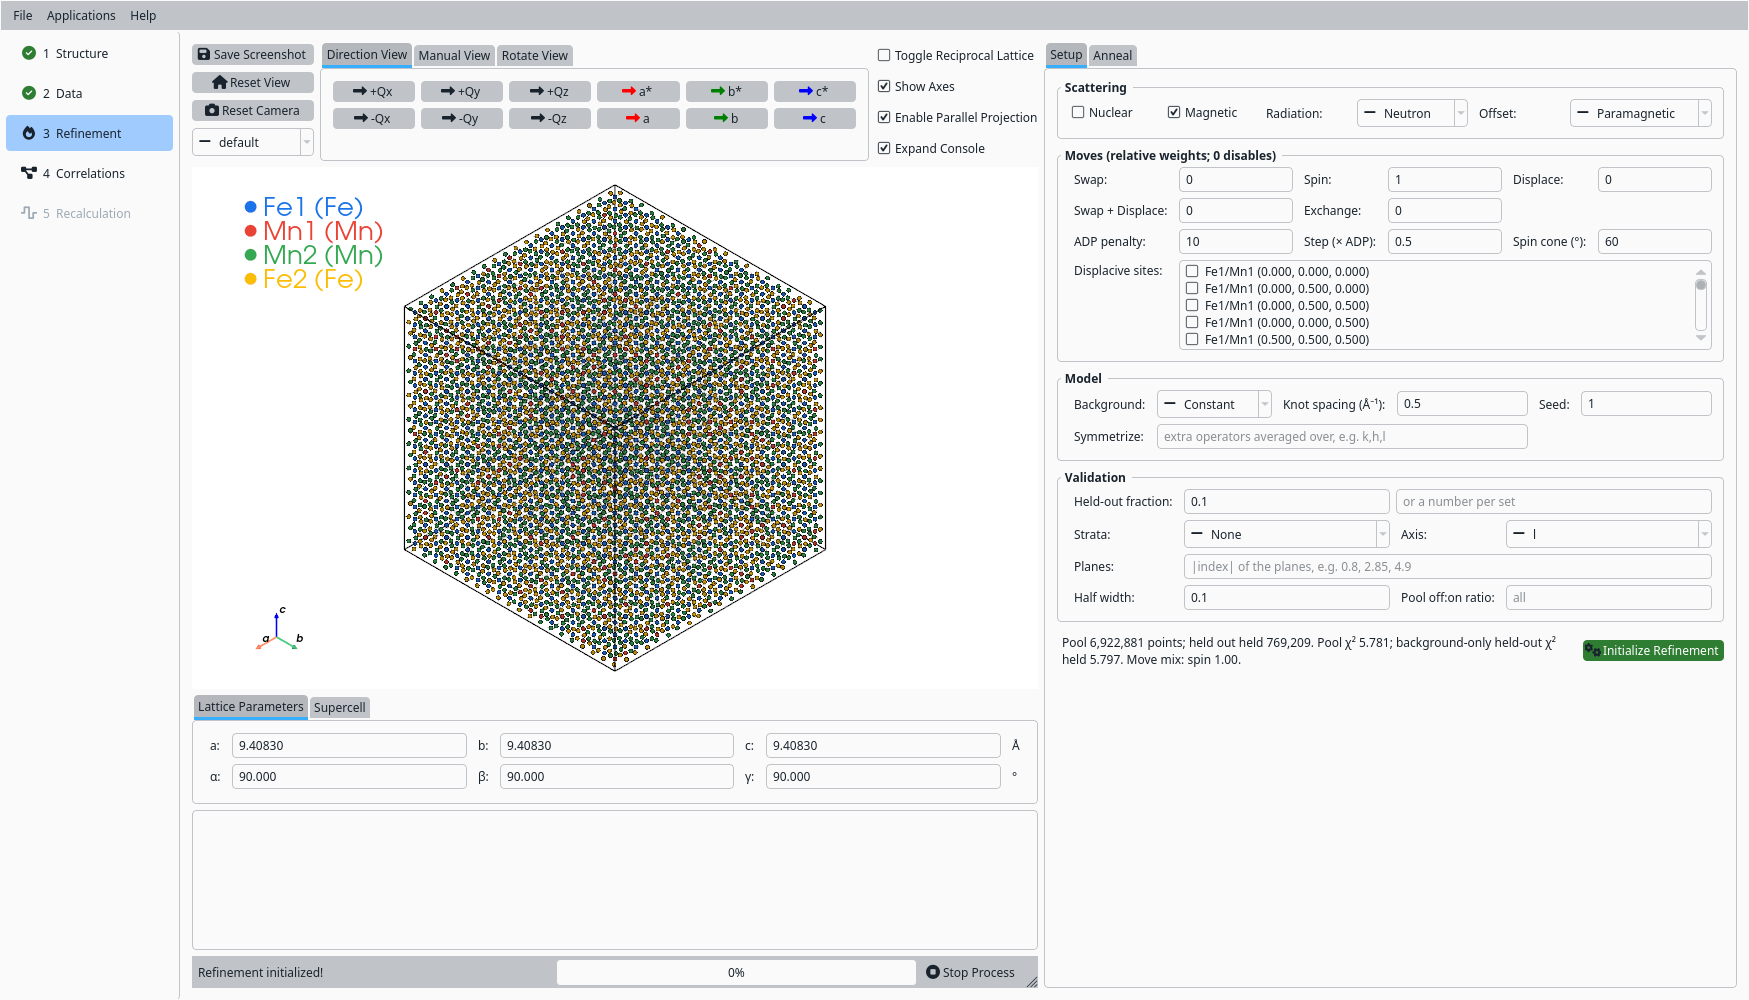 File Applications Help
1 Structure
2 Data
3 Refinement
4 Correlations
5 Recalculation
Save Screenshot
Reset View
Reset Camera
default
Direction View Manual View Rotate View
+Qx +Qy +Qz a* b* c*
-Qx -Qy -Qz a b c
Toggle Reciprocal Lattice
Show Axes
Enable Parallel Projection
Expand Console
Fe1 (Fe)
Mn1 (Mn)
Mn2 (Mn)
Fe2 (Fe)
c
a b
Lattice Parameters Supercell
a: 9.40830 b: 9.40830 c: 9.40830 Å
α: 90.000 β: 90.000 γ: 90.000 °
Refinement initialized! 0% Stop Process
Setup Anneal
Scattering
Nuclear Magnetic Radiation: Neutron Offset: Paramagnetic
Moves (relative weights; 0 disables)
Swap: 0 Spin: 1 Displace: 0
Swap + Displace: 0 Exchange: 0
ADP penalty: 10 Step (× ADP): 0.5 Spin cone (°): 60
Displacive sites:
Fe1/Mn1 (0.000, 0.000, 0.000)
Fe1/Mn1 (0.000, 0.500, 0.000)
Fe1/Mn1 (0.000, 0.500, 0.500)
Fe1/Mn1 (0.000, 0.000, 0.500)
Fe1/Mn1 (0.500, 0.500, 0.500)
Model
Background: Constant Knot spacing (Å⁻¹): 0.5 Seed: 1
Symmetrize: extra operators averaged over, e.g. k,h,l
Validation
Held-out fraction: 0.1 or a number per set
Strata: None Axis: l
Planes: |index| of the planes, e.g. 0.8, 2.85, 4.9
Half width: 0.1 Pool off:on ratio: all
Pool 6,922,881 points; held out held 769,209. Pool χ² 5.781; background-only held-out χ²
held 5.797. Move mix: spin 1.00.
Initialize Refinement